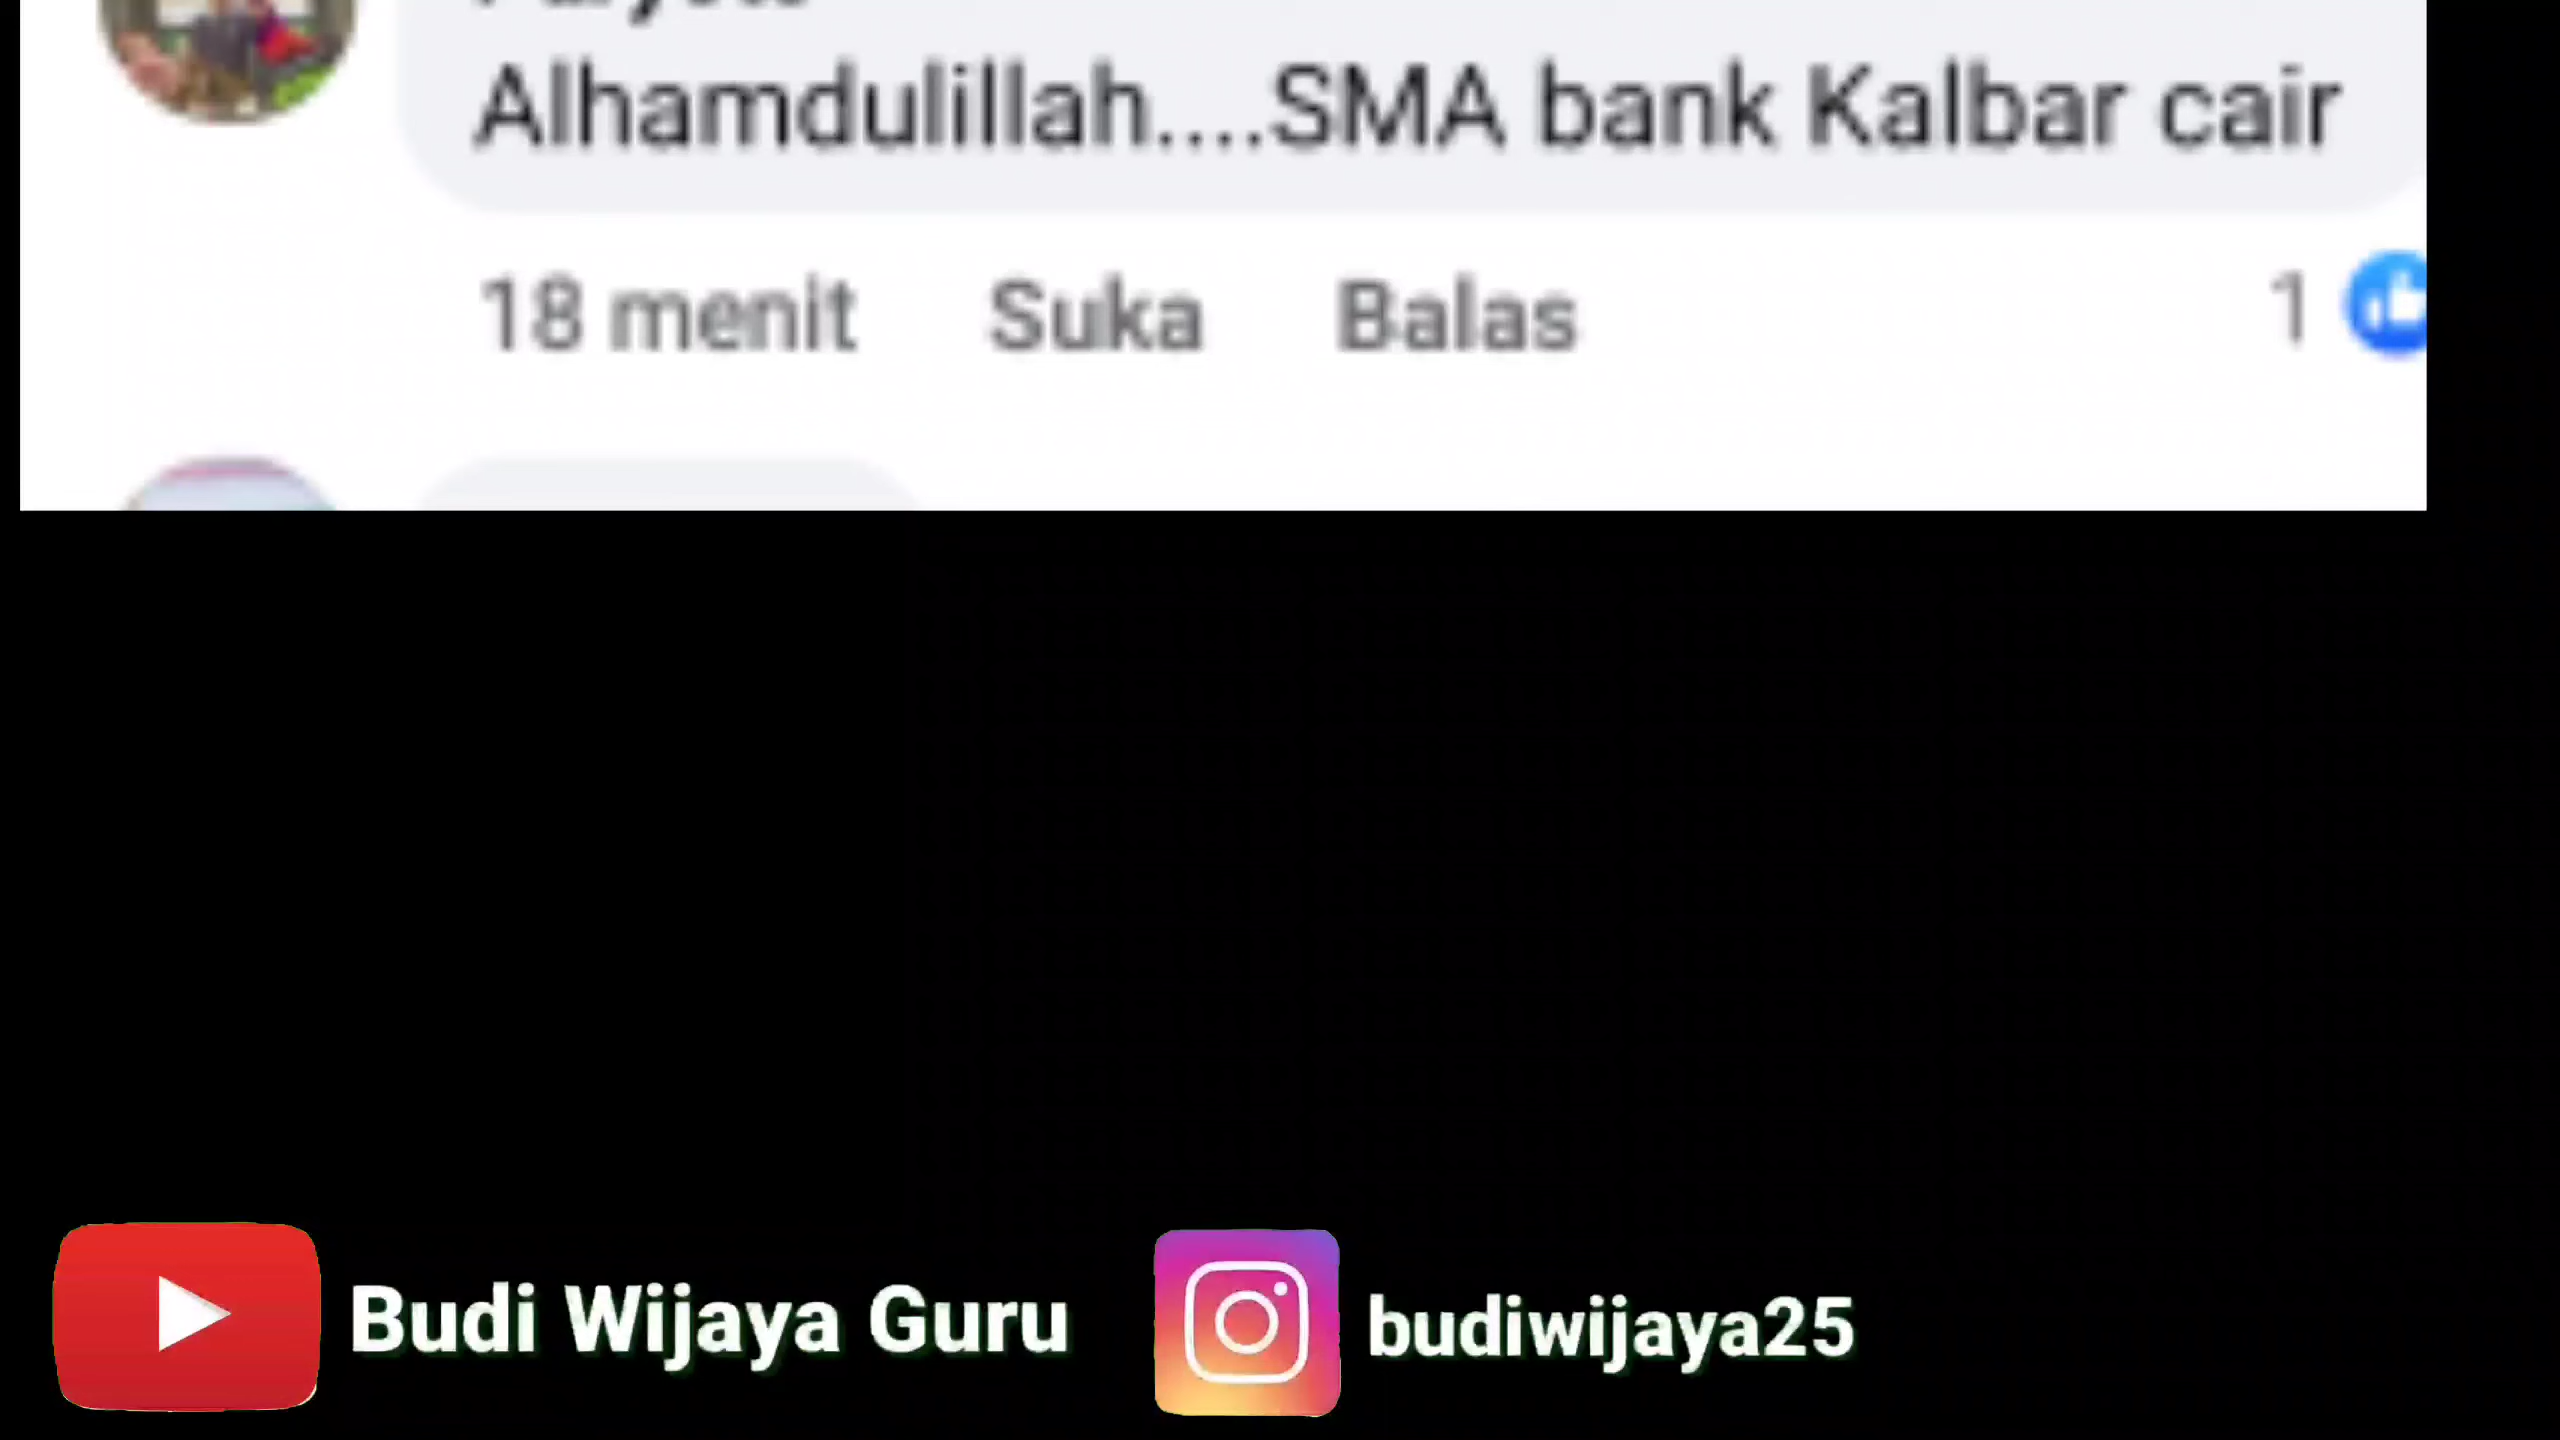 Alhamdulillah....SMA bank Kalbar cair
18 menit Suka Balas 1
Budi Wijaya Guru budiwijaya25